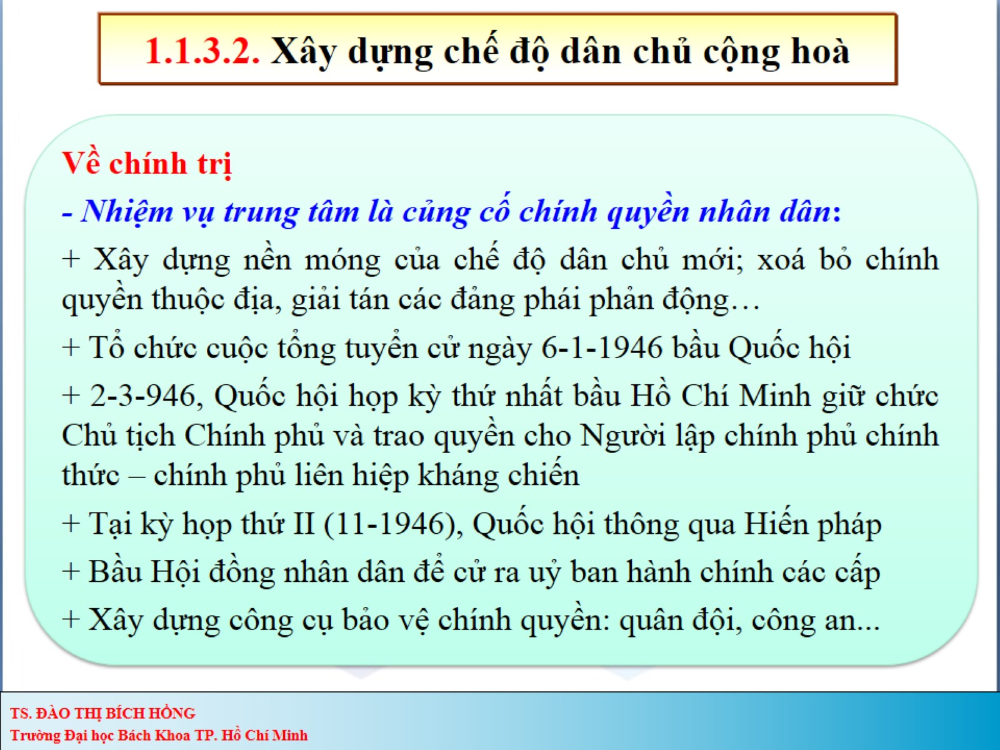 1.1.3.2. Xây dựng chế độ dân chủ cộng hoà
Về chính trị
- Nhiệm vụ trung tâm là củng cố chính quyền nhân dân:
+ Xây dựng nền móng của chế độ dân chủ mới; xoá bỏ chính
quyền thuộc địa, giải tán các đảng phái phản động…
+ Tổ chức cuộc tổng tuyển cử ngày 6-1-1946 bầu Quốc hội
+ 2-3-946, Quốc hội họp kỳ thứ nhất bầu Hồ Chí Minh giữ chức
Chủ tịch Chính phủ và trao quyền cho Người lập chính phủ chính
thức – chính phủ liên hiệp kháng chiến
+ Tại kỳ họp thứ II (11-1946), Quốc hội thông qua Hiến pháp
+ Bầu Hội đồng nhân dân để cử ra uỷ ban hành chính các cấp
+ Xây dựng công cụ bảo vệ chính quyền: quân đội, công an...
TS. ĐÀO THỊ BÍCH HỒNG
Trường Đại học Bách Khoa TP. Hồ Chí Minh